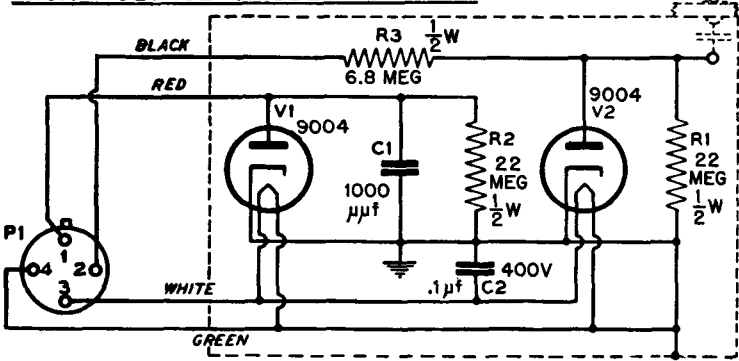 BLACK
R3
1/2W
6.8 MEG
RED
V1
9004
C1
1000
μμf
R2
22
MEG
1/2W
9004
V2
R1
22
MEG
1/2W
P1
1
2
3
4
WHITE
.1μf
C2
400V
GREEN